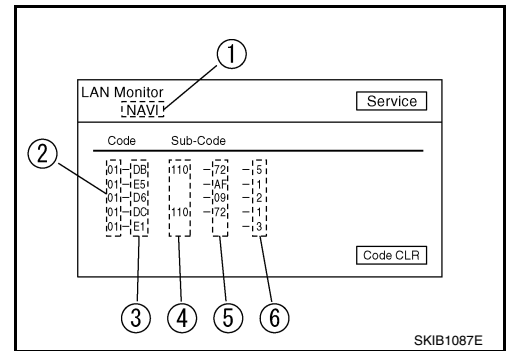 1
LAN Monitor
NAVI
Service
Code Sub-Code
2
01 - DB 110 - 72 - 5
01 - E5 - AF - 1
01 - D6 - 09 - 2
01 - DC 110 - 72 - 1
01 - E1 - 3
Code CLR
3 4 5 6
SKIB1087E